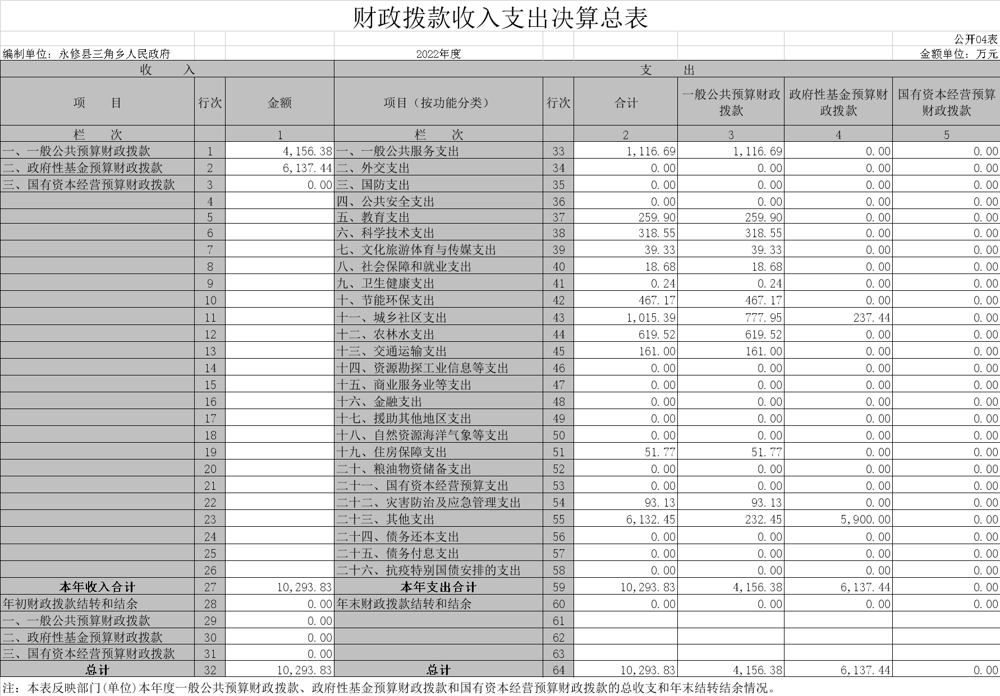 财政拨款收入支出决算总表
公开04表
编制单位：永修县三角乡人民政府 2022年度 金额单位：万元
收 入 支 出
项 目 行次 金额 项目（按功能分类） 行次 合计 一般公共预算财政拨款 政府性基金预算财政拨款 国有资本经营预算财政拨款
栏 次 1 栏 次 2 3 4 5
一、一般公共预算财政拨款 1 4,156.38 一、一般公共服务支出 33 1,116.69 1,116.69 0.00 0.00
二、政府性基金预算财政拨款 2 6,137.44 二、外交支出 34 0.00 0.00 0.00 0.00
三、国有资本经营预算财政拨款 3 0.00 三、国防支出 35 0.00 0.00 0.00 0.00
4 四、公共安全支出 36 0.00 0.00 0.00 0.00
5 五、教育支出 37 259.90 259.90 0.00 0.00
6 六、科学技术支出 38 318.55 318.55 0.00 0.00
7 七、文化旅游体育与传媒支出 39 39.33 39.33 0.00 0.00
8 八、社会保障和就业支出 40 18.68 18.68 0.00 0.00
9 九、卫生健康支出 41 0.24 0.24 0.00 0.00
10 十、节能环保支出 42 467.17 467.17 0.00 0.00
11 十一、城乡社区支出 43 1,015.39 777.95 237.44 0.00
12 十二、农林水支出 44 619.52 619.52 0.00 0.00
13 十三、交通运输支出 45 161.00 161.00 0.00 0.00
14 十四、资源勘探工业信息等支出 46 0.00 0.00 0.00 0.00
15 十五、商业服务业等支出 47 0.00 0.00 0.00 0.00
16 十六、金融支出 48 0.00 0.00 0.00 0.00
17 十七、援助其他地区支出 49 0.00 0.00 0.00 0.00
18 十八、自然资源海洋气象等支出 50 0.00 0.00 0.00 0.00
19 十九、住房保障支出 51 51.77 51.77 0.00 0.00
20 二十、粮油物资储备支出 52 0.00 0.00 0.00 0.00
21 二十一、国有资本经营预算支出 53 0.00 0.00 0.00 0.00
22 二十二、灾害防治及应急管理支出 54 93.13 93.13 0.00 0.00
23 二十三、其他支出 55 6,132.45 232.45 5,900.00 0.00
24 二十四、债务还本支出 56 0.00 0.00 0.00 0.00
25 二十五、债务付息支出 57 0.00 0.00 0.00 0.00
26 二十六、抗疫特别国债安排的支出 58 0.00 0.00 0.00 0.00
本年收入合计 27 10,293.83 本年支出合计 59 10,293.83 4,156.38 6,137.44 0.00
年初财政拨款结转和结余 28 0.00 年末财政拨款结转和结余 60 0.00 0.00 0.00 0.00
一、一般公共预算财政拨款 29 0.00 61
二、政府性基金预算财政拨款 30 0.00 62
三、国有资本经营预算财政拨款 31 0.00 63
总计 32 10,293.83 总计 64 10,293.83 4,156.38 6,137.44 0.00
注：本表反映部门(单位)本年度一般公共预算财政拨款、政府性基金预算财政拨款和国有资本经营预算财政拨款的总收支和年末结转结余情况。